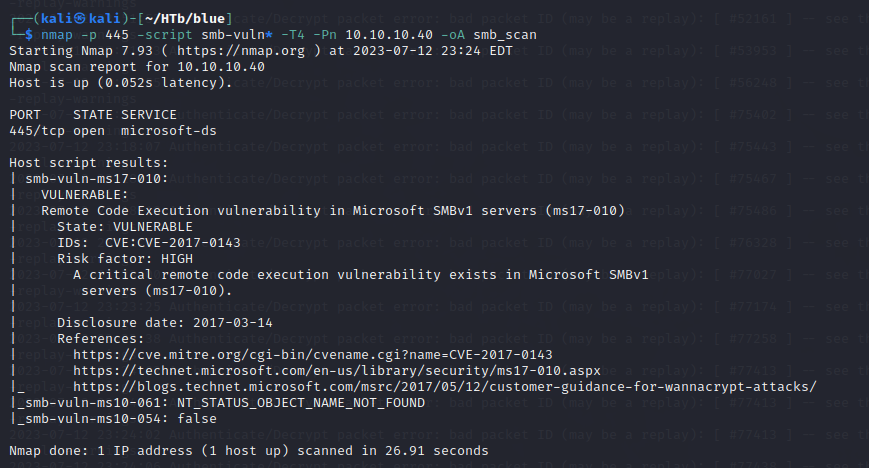 ┌──(kali㉿kali)-[~/HTb/blue]
└─$ nmap -p 445 -script smb-vuln* -T4 -Pn 10.10.10.40 -oA smb_scan
Starting Nmap 7.93 ( https://nmap.org ) at 2023-07-12 23:24 EDT
Nmap scan report for 10.10.10.40
Host is up (0.052s latency).

PORT    STATE SERVICE
445/tcp open  microsoft-ds

Host script results:
| smb-vuln-ms17-010:
|   VULNERABLE:
|   Remote Code Execution vulnerability in Microsoft SMBv1 servers (ms17-010)
|     State: VULNERABLE
|     IDs:  CVE:CVE-2017-0143
|     Risk factor: HIGH
|       A critical remote code execution vulnerability exists in Microsoft SMBv1
|        servers (ms17-010).
|
|     Disclosure date: 2017-03-14
|     References:
|       https://cve.mitre.org/cgi-bin/cvename.cgi?name=CVE-2017-0143
|       https://technet.microsoft.com/en-us/library/security/ms17-010.aspx
|_      https://blogs.technet.microsoft.com/msrc/2017/05/12/customer-guidance-for-wannacrypt-attacks/
|_smb-vuln-ms10-061: NT_STATUS_OBJECT_NAME_NOT_FOUND
|_smb-vuln-ms10-054: false

Nmap done: 1 IP address (1 host up) scanned in 26.91 seconds